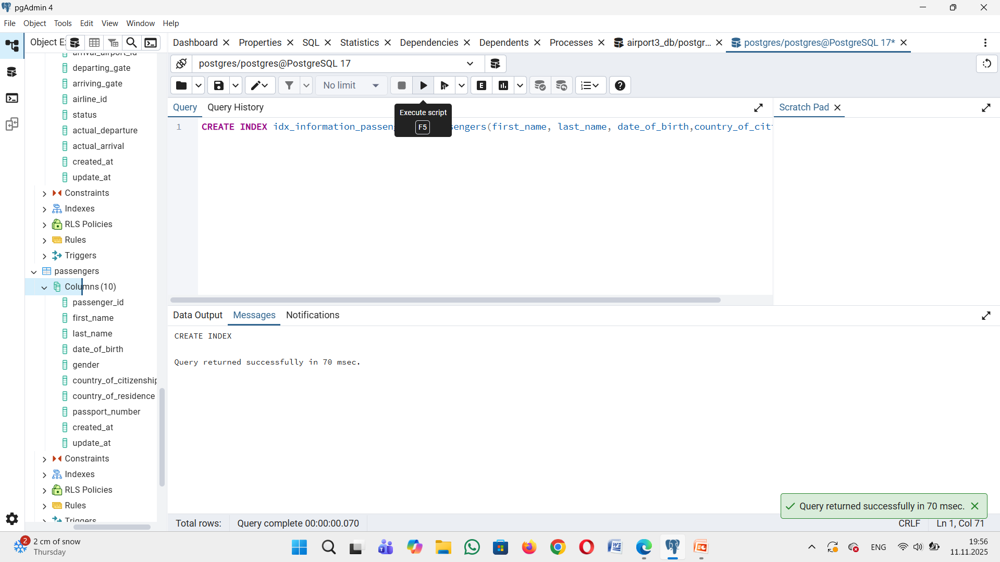 pgAdmin 4
File Object Tools Edit View Window Help
Object E
Dashboard Properties SQL Statistics Dependencies Dependents Processes airport3_db/postgr... postgres/postgres@PostgreSQL 17*
postgres/postgres@PostgreSQL 17
No limit
E
Query Query History
Scratch Pad
Execute script
F5
1 CREATE INDEX idx_information_passen sengers(first_name, last_name, date_of_birth,country_of_cit
departing_gate
arriving_gate
airline_id
status
actual_departure
actual_arrival
created_at
update_at
Constraints
Indexes
RLS Policies
Rules
Triggers
passengers
Columns (10)
passenger_id
first_name
last_name
date_of_birth
gender
country_of_citizenship
country_of_residence
passport_number
created_at
update_at
Constraints
Indexes
RLS Policies
Rules
Triggers
Data Output Messages Notifications
CREATE INDEX
Query returned successfully in 70 msec.
Query returned successfully in 70 msec.
Total rows: Query complete 00:00:00.070
CRLF Ln 1, Col 71
2
2 cm of snow
Thursday
ENG
19:56
11.11.2025